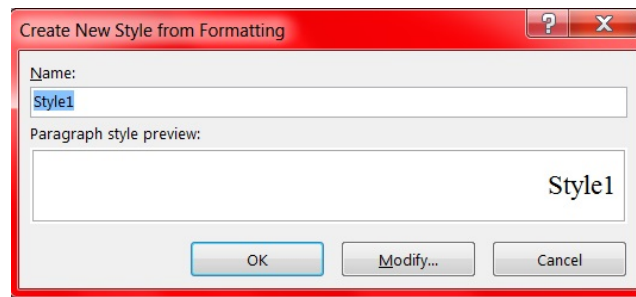 Create New Style from Formatting
?
X
Name:
Style1
Paragraph style preview:
Style1
OK
Modify...
Cancel